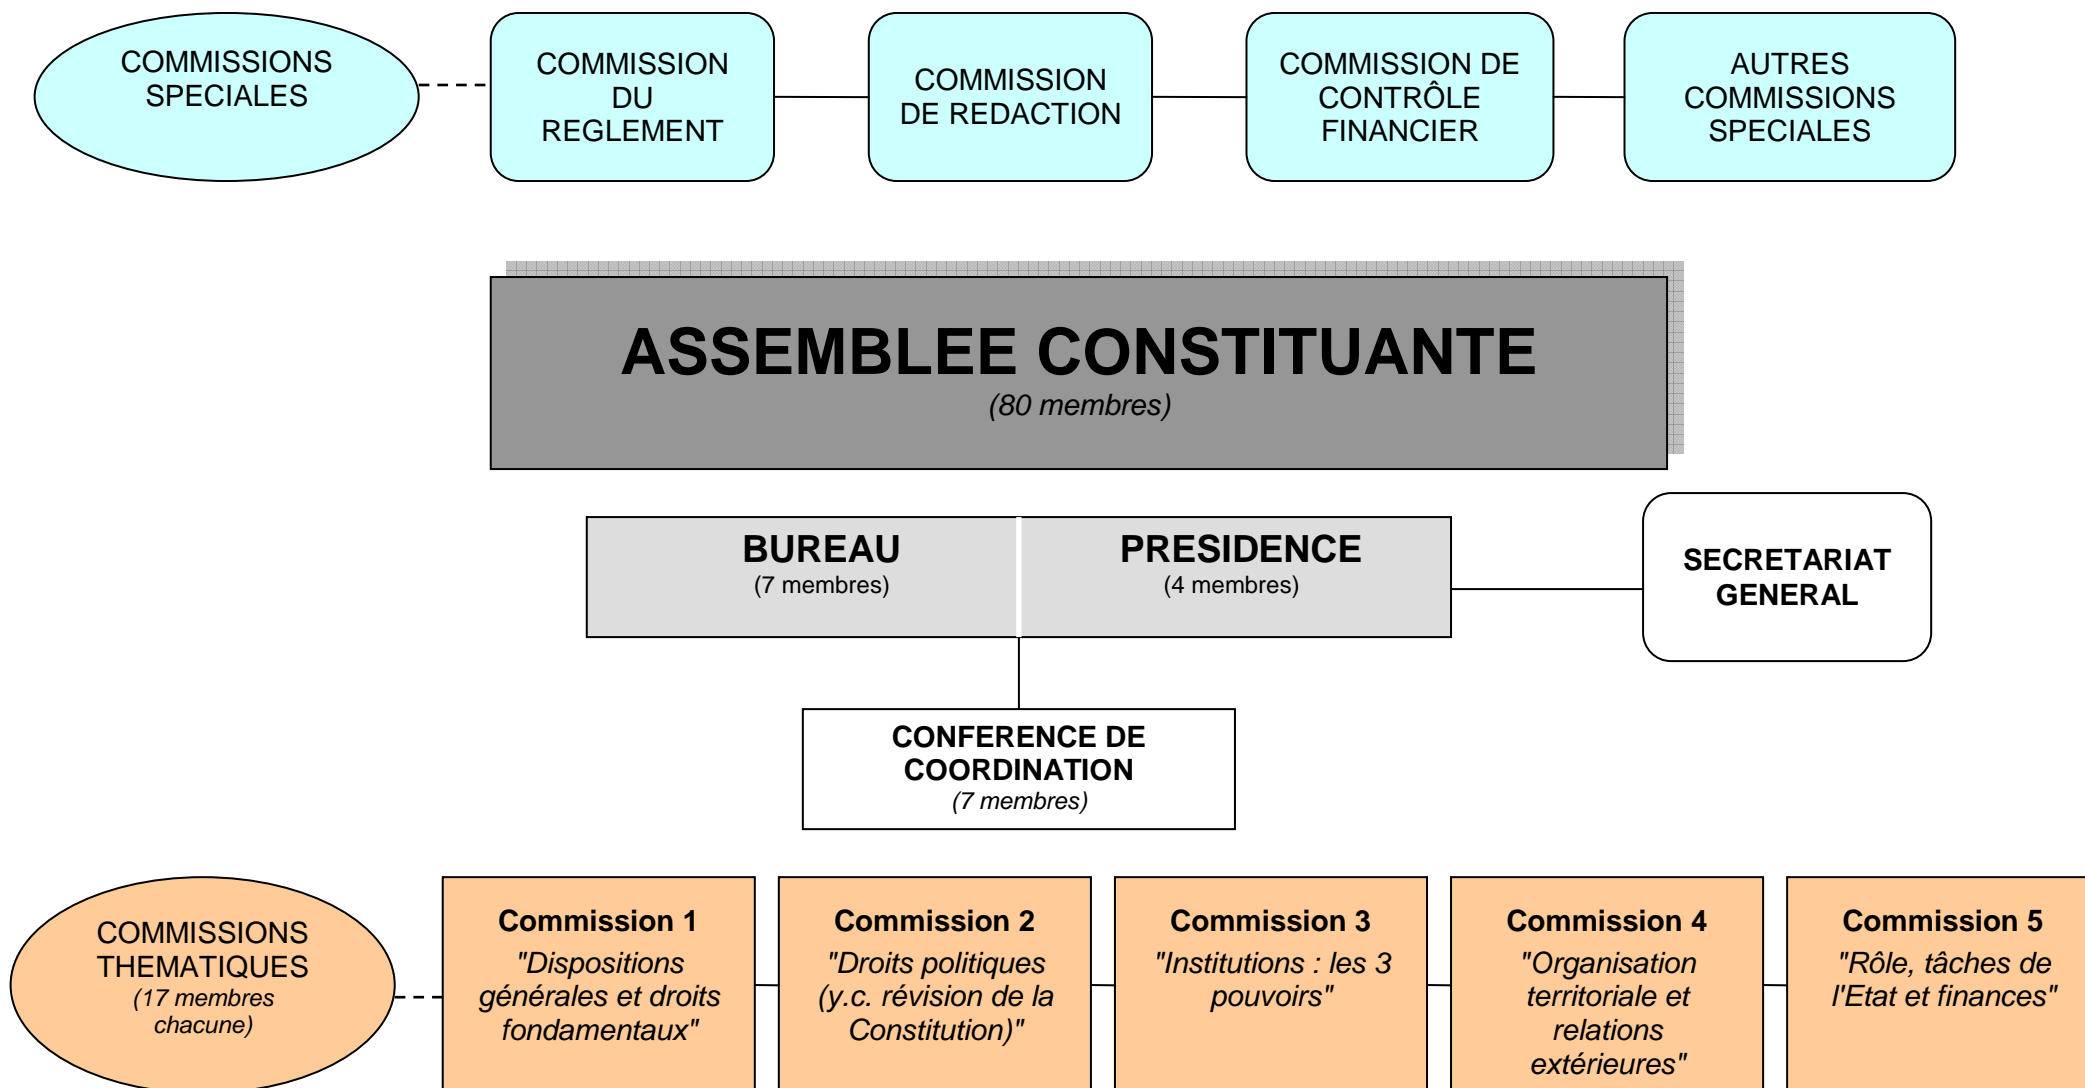 COMMISSIONS
SPECIALES
COMMISSION
DU
REGLEMENT
COMMISSION
DE REDACTION
COMMISSION DE
CONTRÔLE
FINANCIER
AUTRES
COMMISSIONS
SPECIALES
ASSEMBLEE CONSTITUANTE
(80 membres)
BUREAU
(7 membres)
PRESIDENCE
(4 membres)
SECRETARIAT
GENERAL
CONFERENCE DE
COORDINATION
(7 membres)
COMMISSIONS
THEMATIQUES
(17 membres
chacune)
Commission 1
"Dispositions
générales et droits
fondamentaux"
Commission 2
"Droits politiques
(y.c. révision de la
Constitution)"
Commission 3
"Institutions : les 3
pouvoirs"
Commission 4
"Organisation
territoriale et
relations
extérieures"
Commission 5
"Rôle, tâches de
l'Etat et finances"